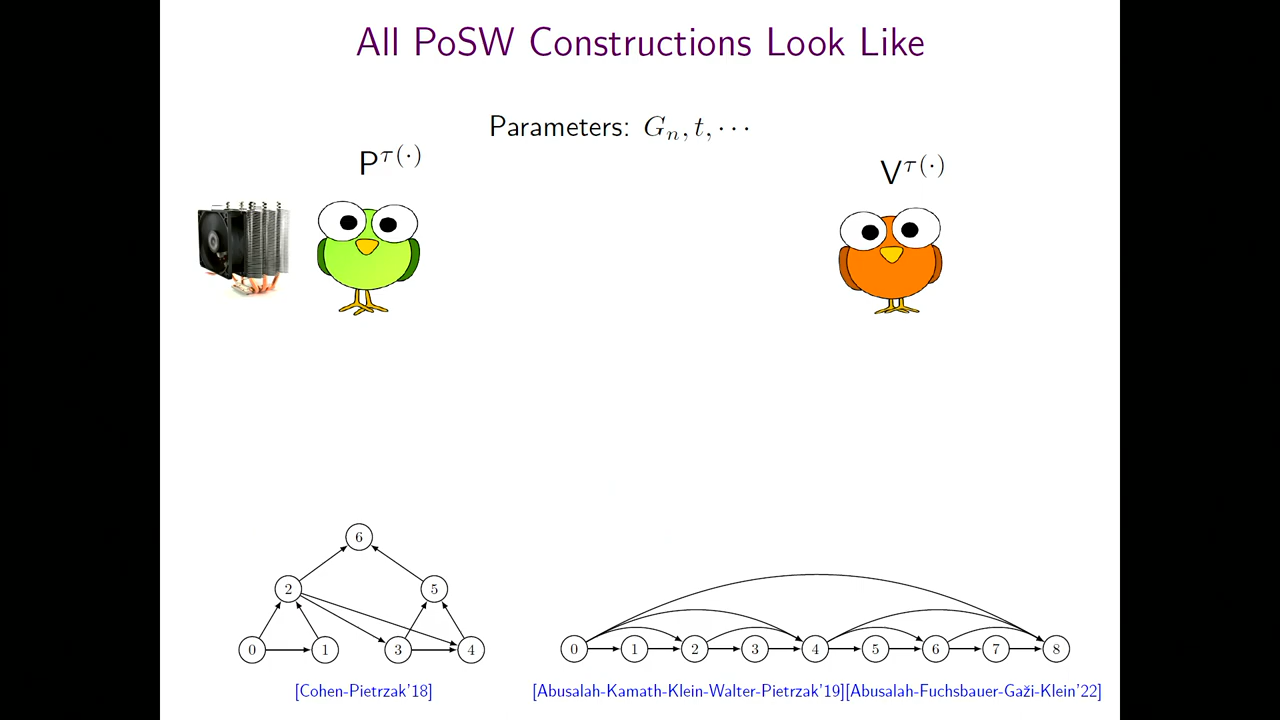 All PoSW Constructions Look Like
Parameters: Gₙ, t, ···
P^τ(·)
V^τ(·)
6
2 5
0 1 3 4
0 1 2 3 4 5 6 7 8
[Cohen-Pietrzak'18]
[Abusalah-Kamath-Klein-Walter-Pietrzak'19][Abusalah-Fuchsbauer-Gaži-Klein'22]